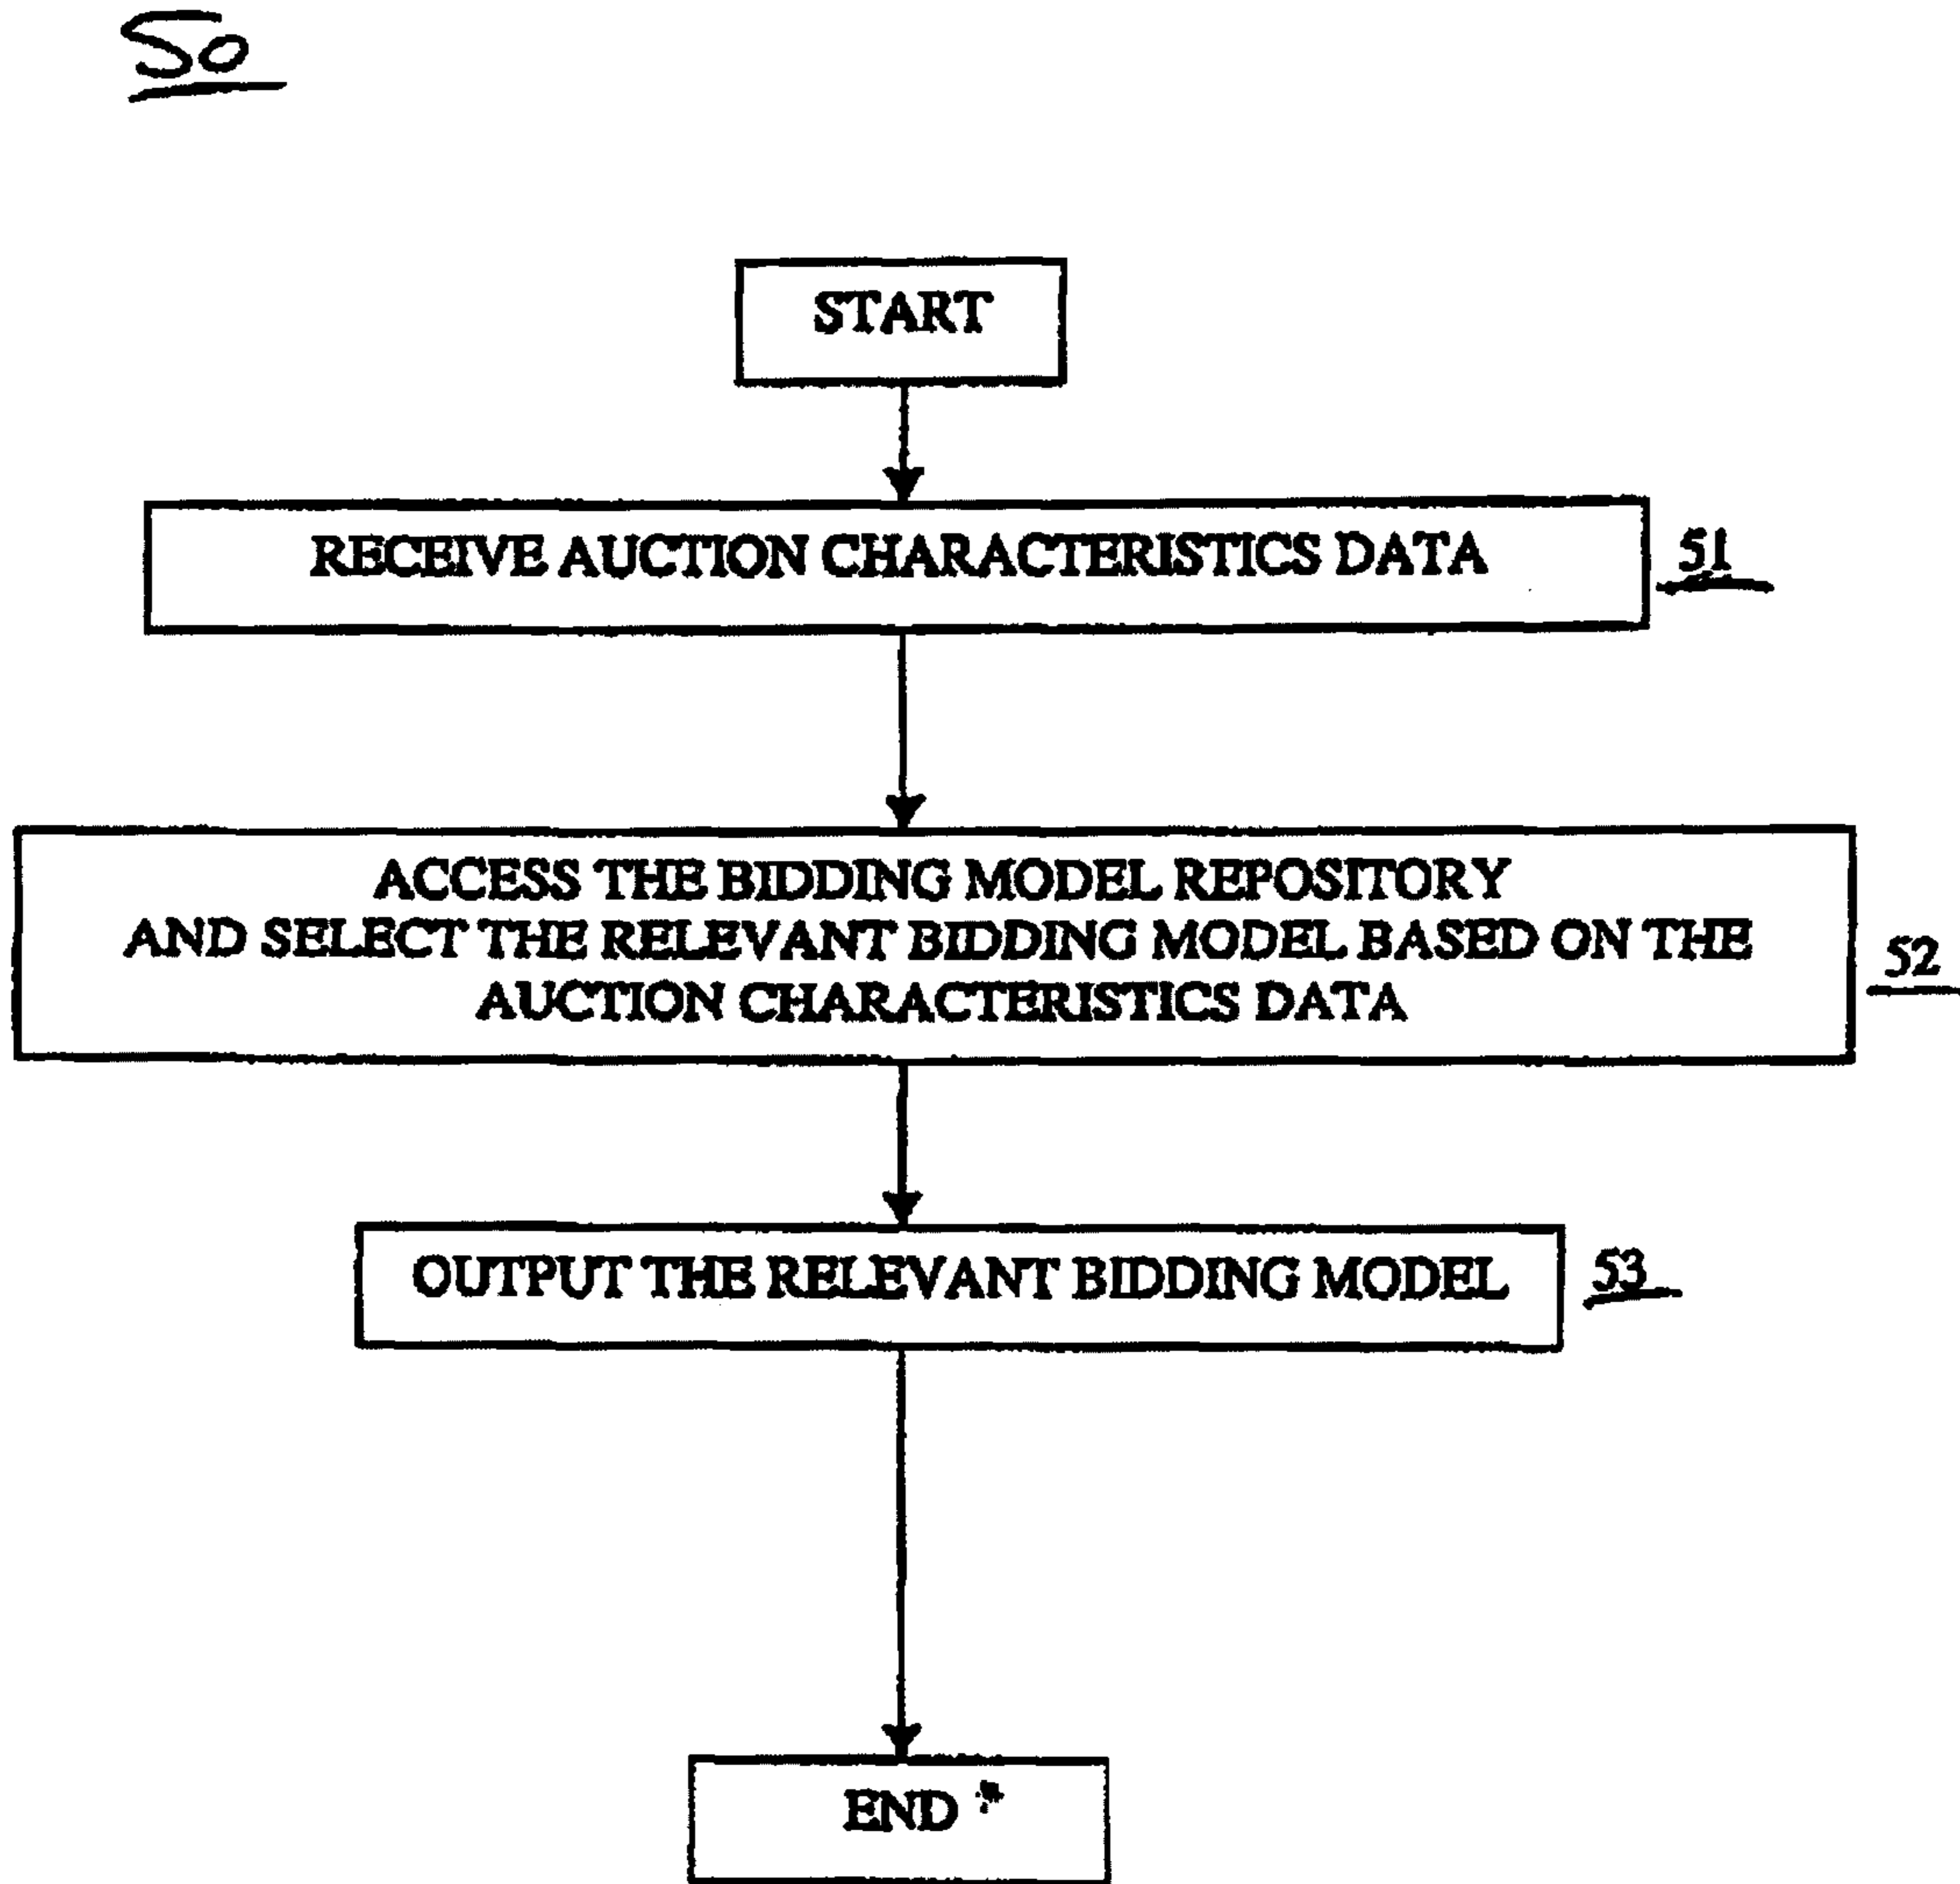 50
START
RECEIVE AUCTION CHARACTERISTICS DATA
51
ACCESS THE BIDDING MODEL REPOSITORY
AND SELECT THE RELEVANT BIDDING MODEL BASED ON THE
AUCTION CHARACTERISTICS DATA
52
OUTPUT THE RELEVANT BIDDING MODEL
53
END